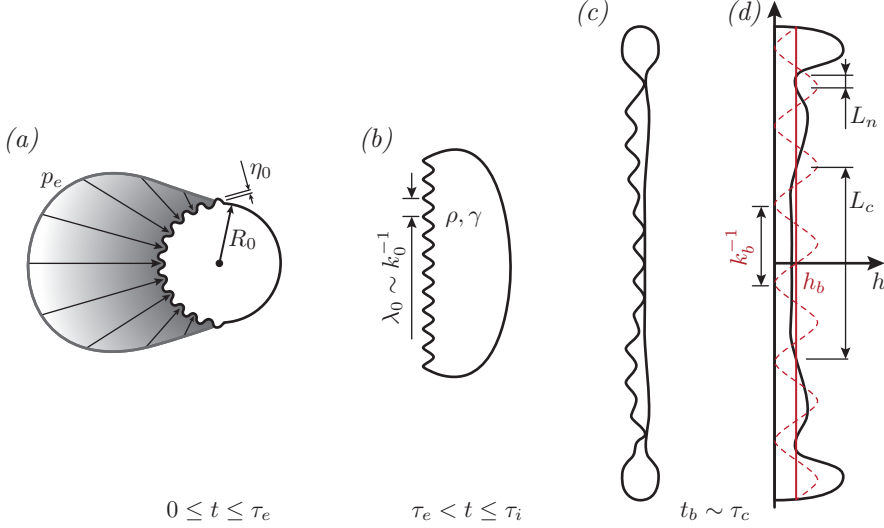 (a)
p_e
η_0
R_0
0 ≤ t ≤ τ_e
(b)
ρ, γ
λ_0 ∼ k_0^{-1}
τ_e < t ≤ τ_i
(c)
t_b ∼ τ_c
(d)
L_n
L_c
k_b^{-1}
h_b
h